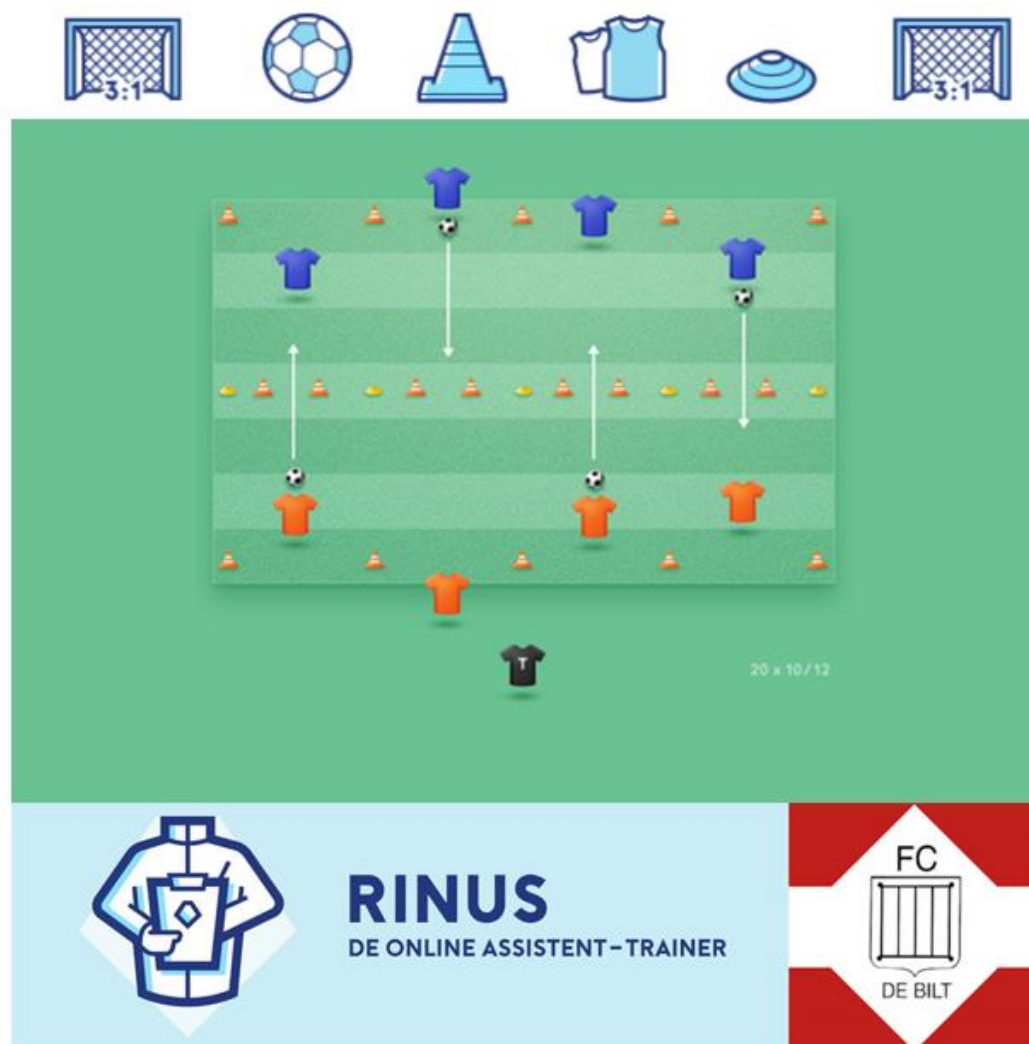 3:1 3:1
T
20 x 10/12
RINUS
DE ONLINE ASSISTENT-TRAINER
FC
DE BILT